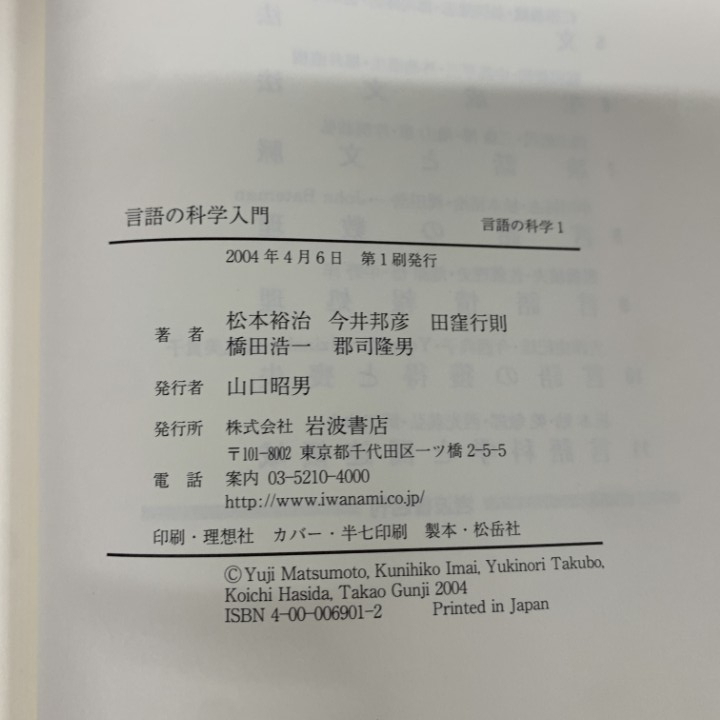 言語の科学入門 言語の科学1
2004年4月6日 第1刷発行
著者 松本裕治 今井邦彦 田窪行則
橋田浩一 郡司隆男
発行者 山口昭男
発行所 株式会社 岩波書店
〒101-8002 東京都千代田区一ツ橋2-5-5
電話 案内 03-5210-4000
http://www.iwanami.co.jp/
印刷・理想社 カバー・半七印刷 製本・松岳社
©Yuji Matsumoto, Kunihiko Imai, Yukinori Takubo,
Koichi Hasida, Takao Gunji 2004
ISBN 4-00-006901-2 Printed in Japan